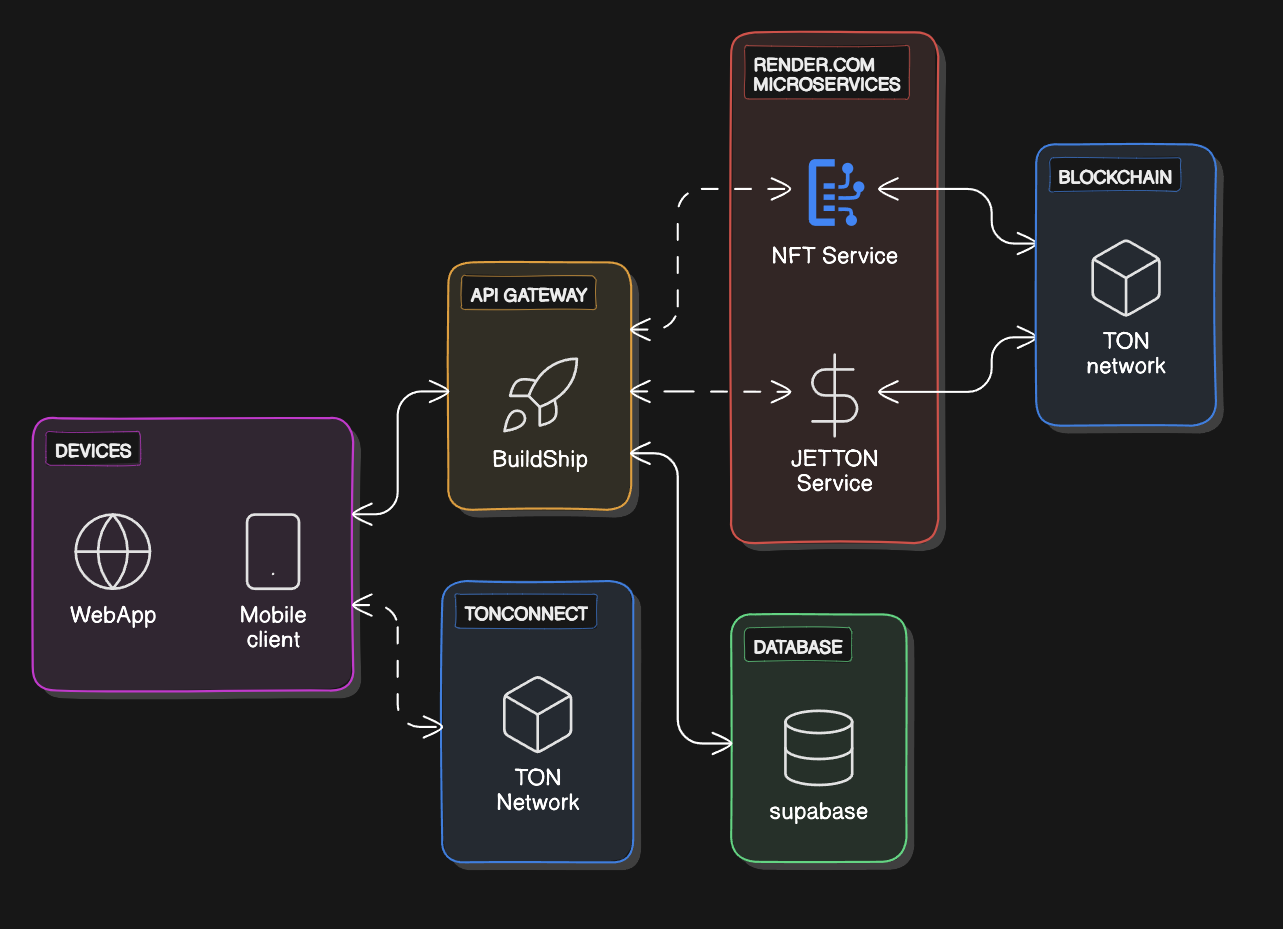 RENDER.COM
MICROSERVICES
NFT Service
JETTON
Service
BLOCKCHAIN
TON
network
API GATEWAY
BuildShip
DEVICES
WebApp
Mobile
client
TONCONNECT
TON
Network
DATABASE
supabase